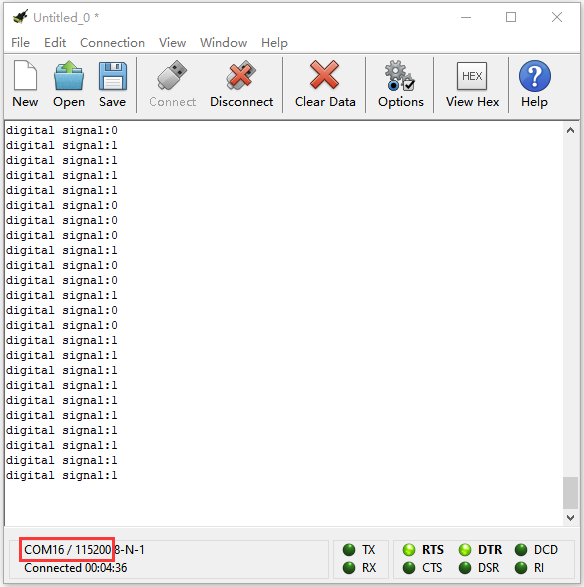 Untitled_0 *
File Edit Connection View Window Help
New Open Save Connect Disconnect Clear Data Options HEX View Hex Help
digital signal:0
digital signal:1
digital signal:1
digital signal:1
digital signal:1
digital signal:0
digital signal:0
digital signal:0
digital signal:1
digital signal:0
digital signal:0
digital signal:1
digital signal:0
digital signal:0
digital signal:1
digital signal:1
digital signal:1
digital signal:1
digital signal:1
digital signal:1
digital signal:1
digital signal:1
digital signal:1
digital signal:1
COM16 / 115200 8-N-1
Connected 00:04:36
TX RTS DTR DCD
RX CTS DSR RI